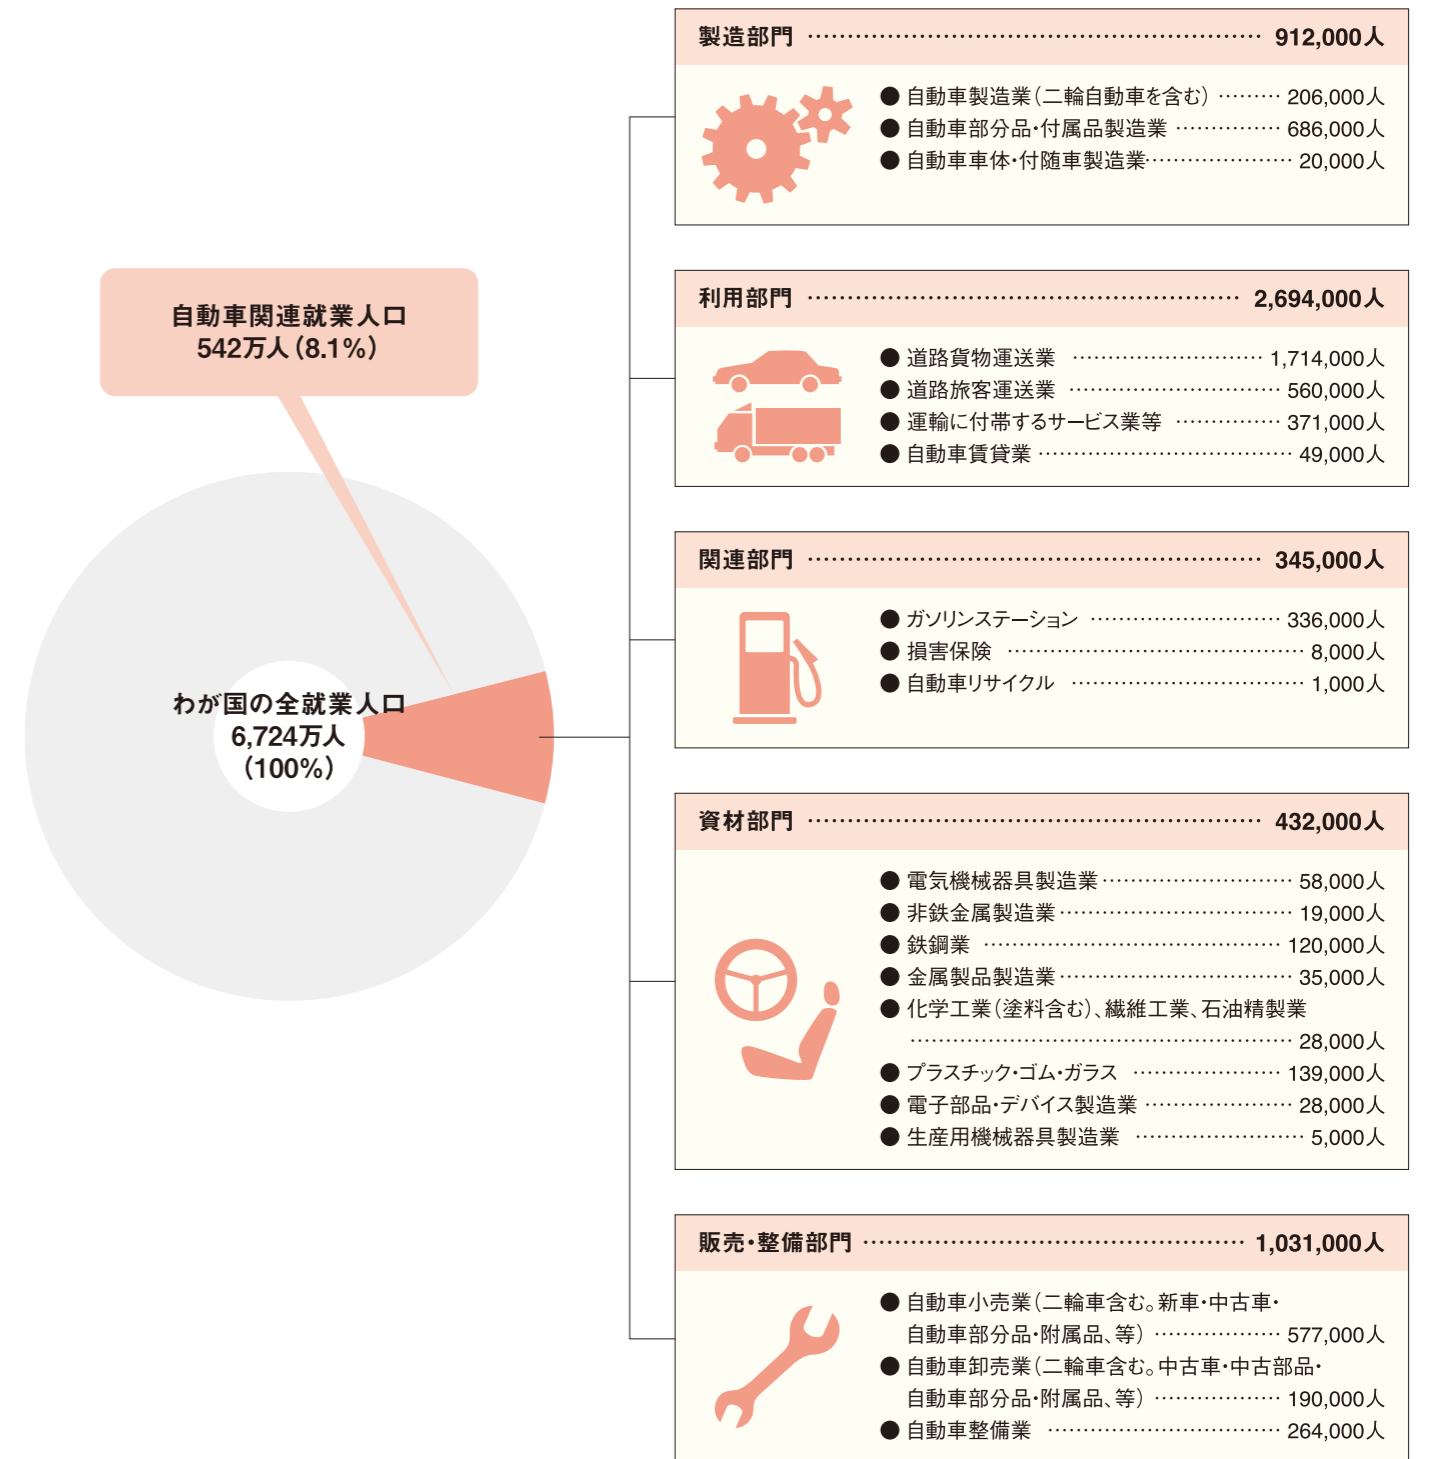 製造部門 912,000人
● 自動車製造業（二輪自動車を含む） 206,000人
● 自動車部分品・付属品製造業 686,000人
● 自動車車体・付随車製造業 20,000人
自動車関連就業人口
542万人（8.1%）
わが国の全就業人口
6,724万人
（100%）
利用部門 2,694,000人
● 道路貨物運送業 1,714,000人
● 道路旅客運送業 560,000人
● 運輸に付帯するサービス業等 371,000人
● 自動車賃貸業 49,000人
関連部門 345,000人
● ガソリンステーション 336,000人
● 損害保険 8,000人
● 自動車リサイクル 1,000人
資材部門 432,000人
● 電気機械器具製造業 58,000人
● 非鉄金属製造業 19,000人
● 鉄鋼業 120,000人
● 金属製品製造業 35,000人
● 化学工業（塗料含む）、繊維工業、石油精製業
28,000人
● プラスチック・ゴム・ガラス 139,000人
● 電子部品・デバイス製造業 28,000人
● 生産用機械器具製造業 5,000人
販売・整備部門 1,031,000人
● 自動車小売業（二輪車含む。新車・中古車・
自動車部分品・附属品、等） 577,000人
● 自動車卸売業（二輪車含む。中古車・中古部品・
自動車部分品・附属品、等） 190,000人
● 自動車整備業 264,000人